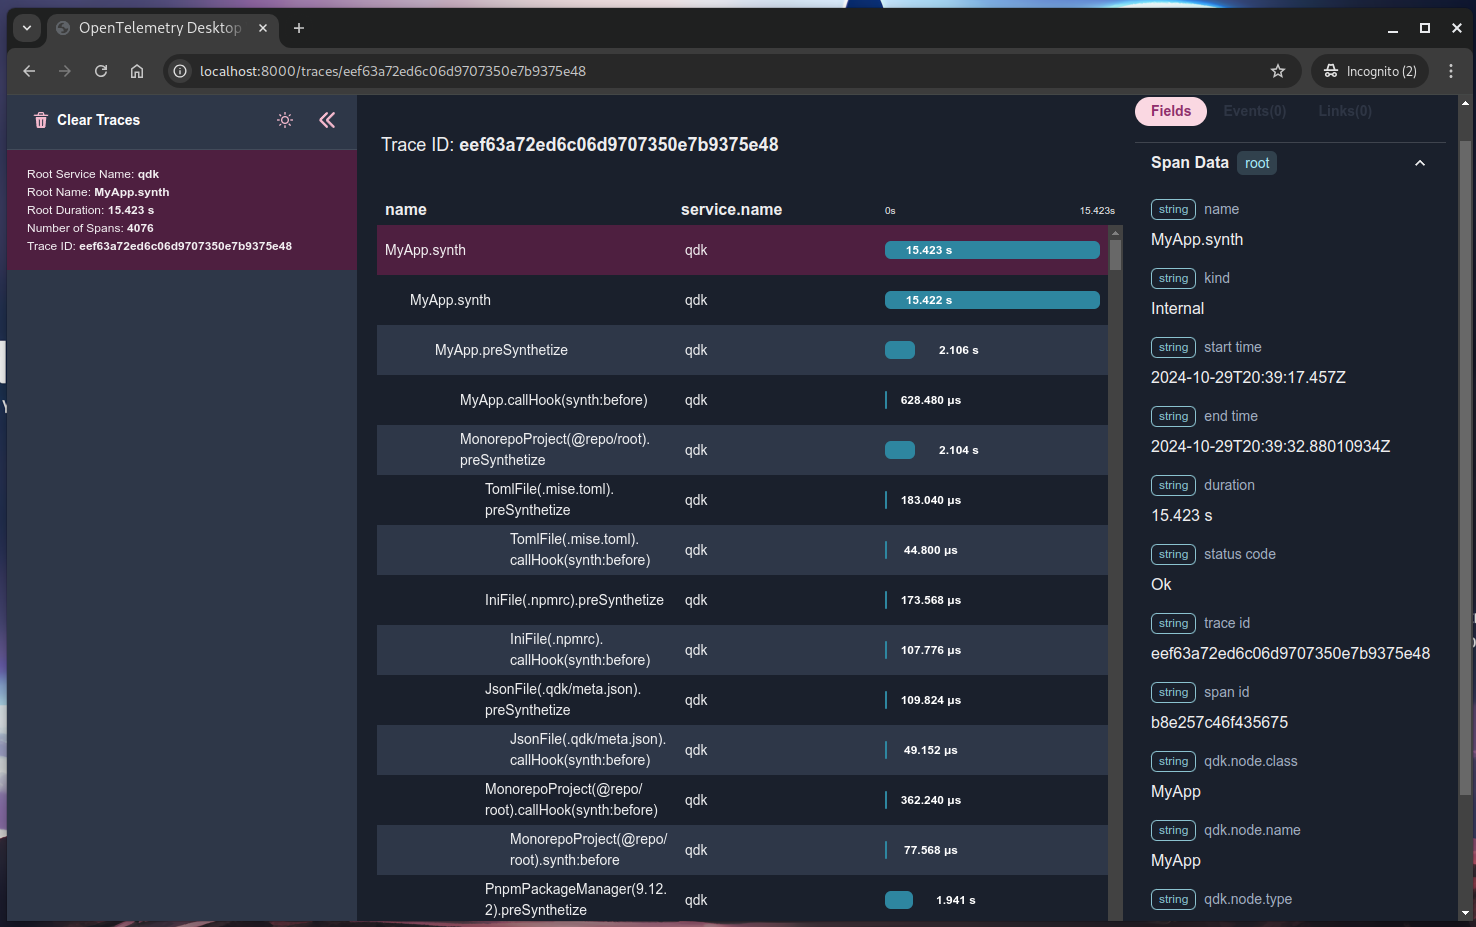 OpenTelemetry Desktop
localhost:8000/traces/eef63a72ed6c06d9707350e7b9375e48
Incognito (2)
Clear Traces
Root Service Name: qdk
Root Name: MyApp.synth
Root Duration: 15.423 s
Number of Spans: 4076
Trace ID: eef63a72ed6c06d9707350e7b9375e48
Trace ID: eef63a72ed6c06d9707350e7b9375e48
name service.name 0s 15.423s
MyApp.synth qdk 15.423 s
MyApp.synth qdk 15.422 s
MyApp.preSynthetize qdk 2.106 s
MyApp.callHook(synth:before) qdk 628.480 µs
MonorepoProject(@repo/root).
preSynthetize qdk 2.104 s
TomlFile(.mise.toml).
preSynthetize qdk 183.040 µs
TomlFile(.mise.toml).
callHook(synth:before) qdk 44.800 µs
IniFile(.npmrc).preSynthetize qdk 173.568 µs
IniFile(.npmrc).
callHook(synth:before) qdk 107.776 µs
JsonFile(.qdk/meta.json).
preSynthetize qdk 109.824 µs
JsonFile(.qdk/meta.json).
callHook(synth:before) qdk 49.152 µs
MonorepoProject(@repo/
root).callHook(synth:before) qdk 362.240 µs
MonorepoProject(@repo/
root).synth:before qdk 77.568 µs
PnpmPackageManager(9.12.
2).preSynthetize qdk 1.941 s
Fields Events(0) Links(0)
Span Data root
string name
MyApp.synth
string kind
Internal
string start time
2024-10-29T20:39:17.457Z
string end time
2024-10-29T20:39:32.88010934Z
string duration
15.423 s
string status code
Ok
string trace id
eef63a72ed6c06d9707350e7b9375e48
string span id
b8e257c46f435675
string qdk.node.class
MyApp
string qdk.node.name
MyApp
string qdk.node.type